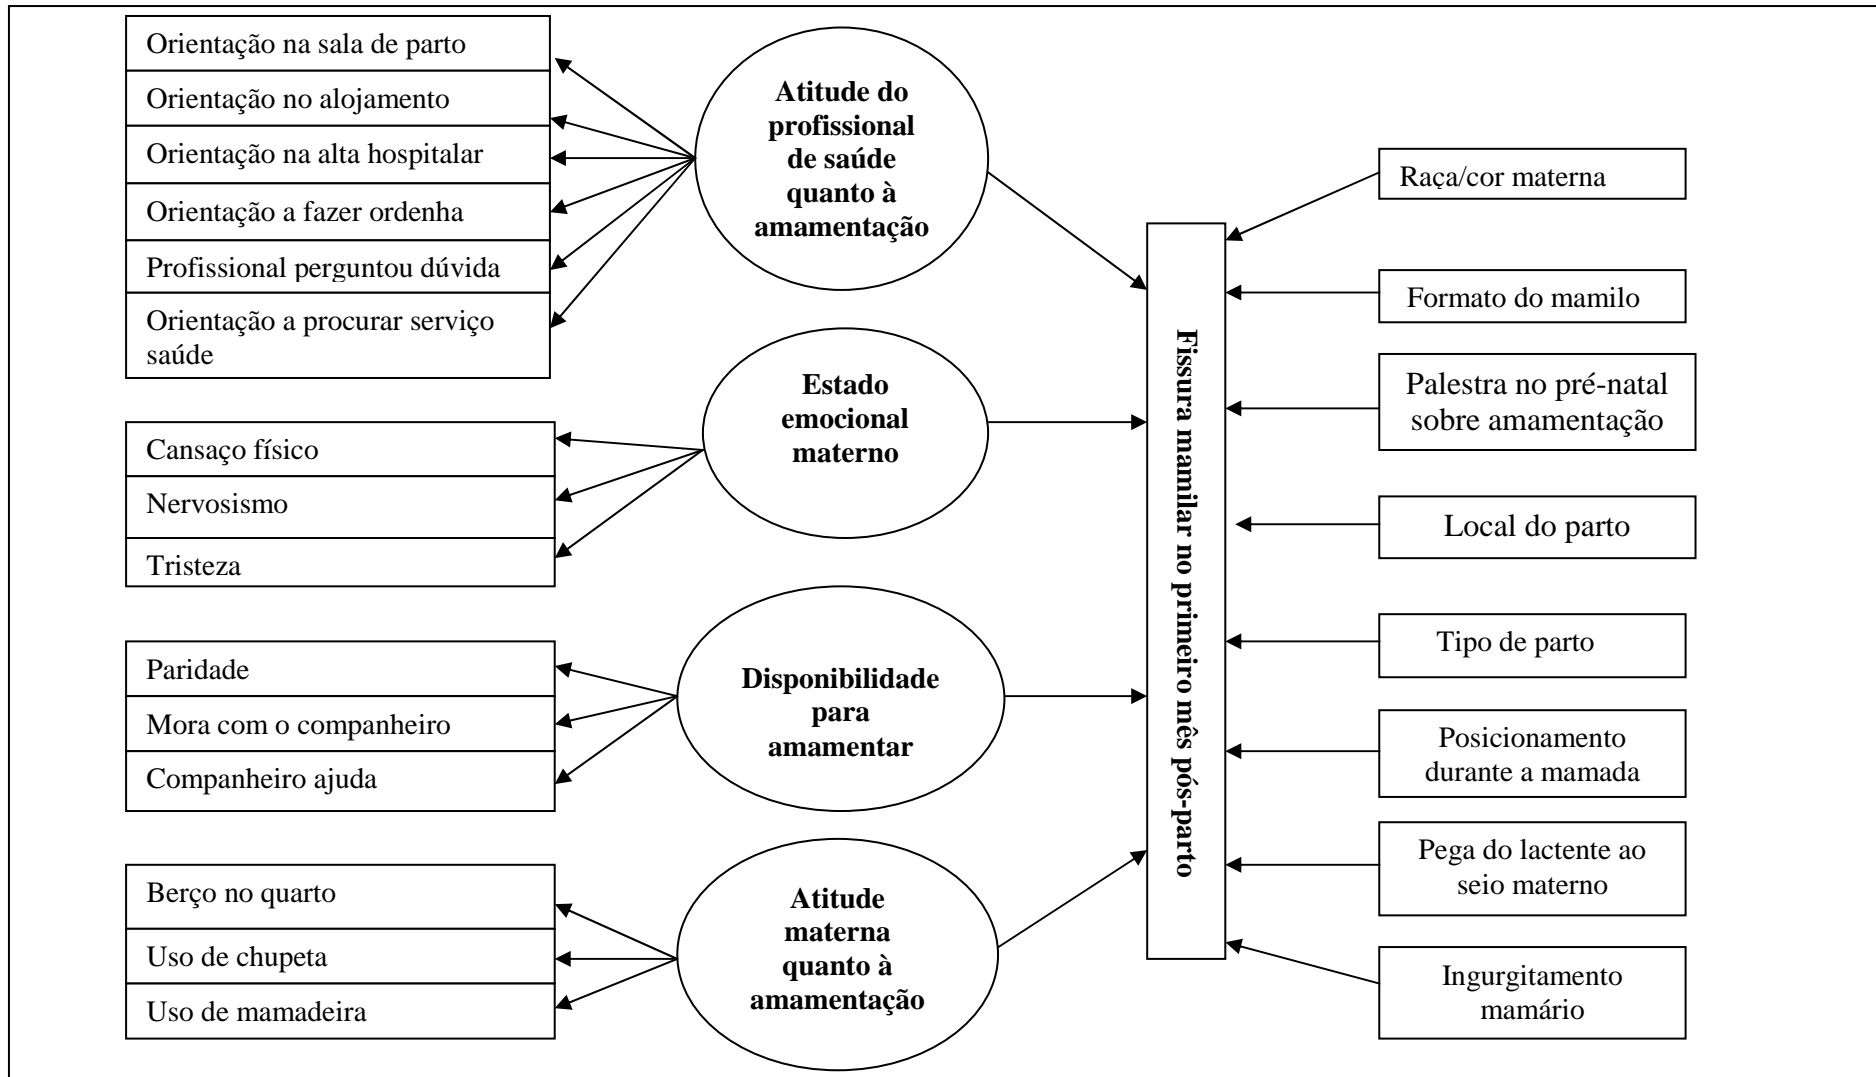 Orientação na sala de parto
Orientação no alojamento
Orientação na alta hospitalar
Orientação a fazer ordenha
Profissional perguntou dúvida
Orientação a procurar serviço
saúde
Cansaço físico
Nervosismo
Tristeza
Paridade
Mora com o companheiro
Companheiro ajuda
Berço no quarto
Uso de chupeta
Uso de mamadeira
Atitude do
profissional
de saúde
quanto à
amamentação
Estado
emocional
materno
Disponibilidade
para
amamentar
Atitude
materna
quanto à
amamentação
Fissura mamilar no primeiro mês pós-parto
Raça/cor materna
Formato do mamilo
Palestra no pré-natal
sobre amamentação
Local do parto
Tipo de parto
Posicionamento
durante a mamada
Pega do lactente ao
seio materno
Ingurgitamento
mamário